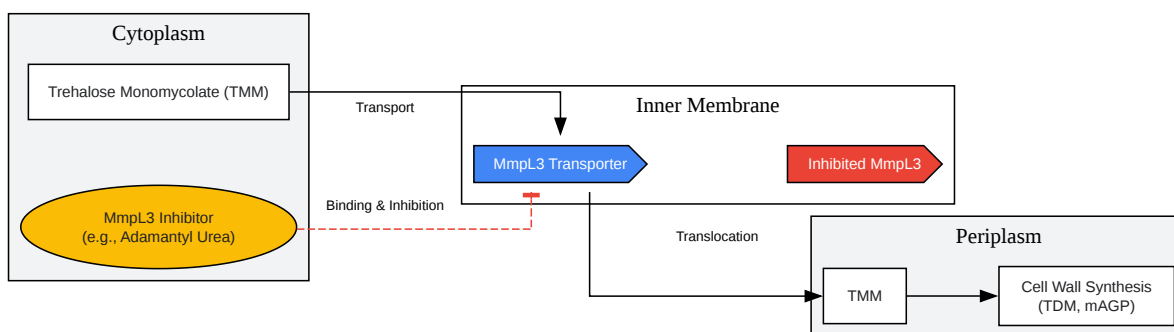 Cytoplasm
Trehalose Monomycolate (TMM)
Transport
Inner Membrane
MmpL3 Transporter
Inhibited MmpL3
MmpL3 Inhibitor
(e.g., Adamantyl Urea)
Binding & Inhibition
Translocation
Periplasm
TMM
Cell Wall Synthesis
(TDM, mAGP)